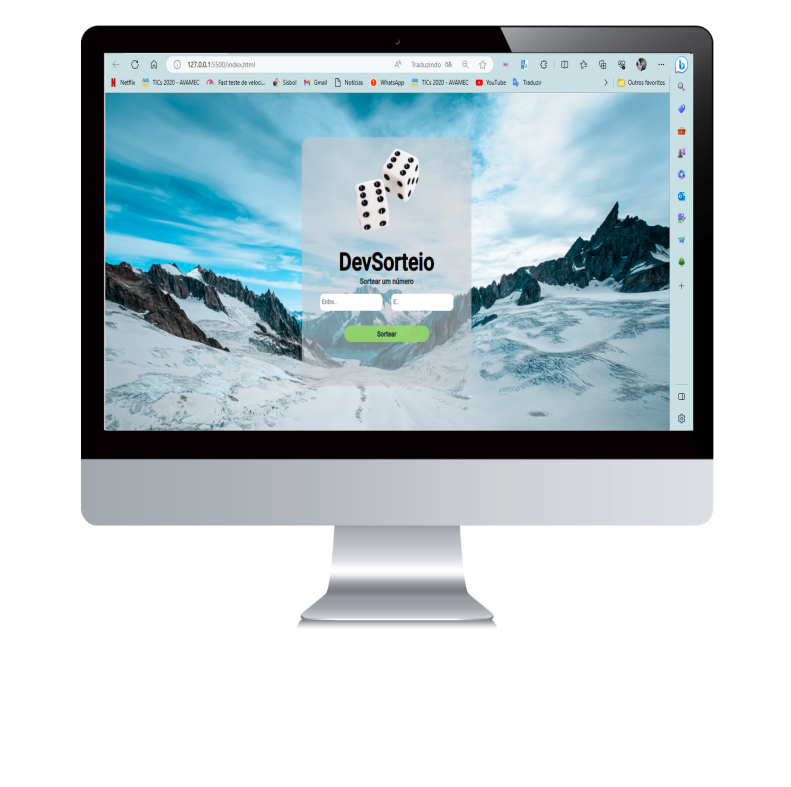 127.0.0.1:5500/index.html Traduzindo
Netflix TICs 2020 - AVAMEC Fast teste de veloci... Sisbol Gmail Notícias WhatsApp TICs 2020 - AVAMEC YouTube Traduzir Outros favoritos
DevSorteio
Sortear um número
Entre.. E..
Sortear